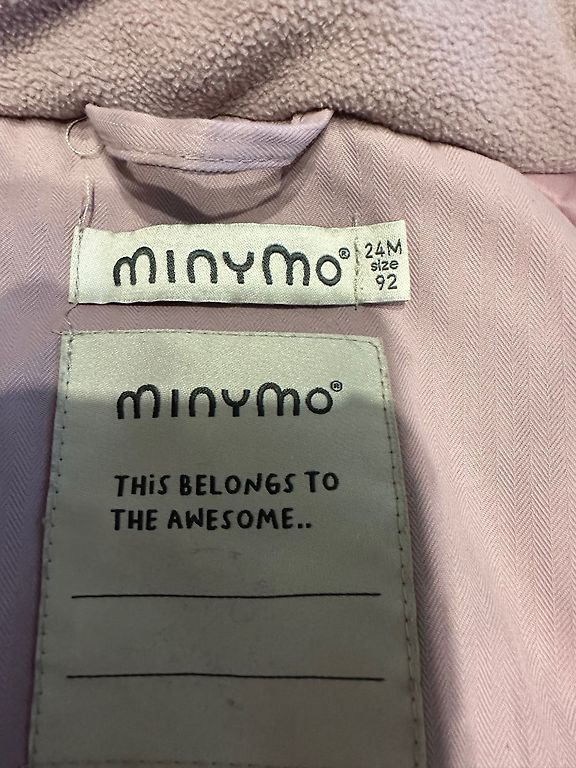 minymo® 24M
size
92
minymo®
THIS BELONGS TO
THE AWESOME..